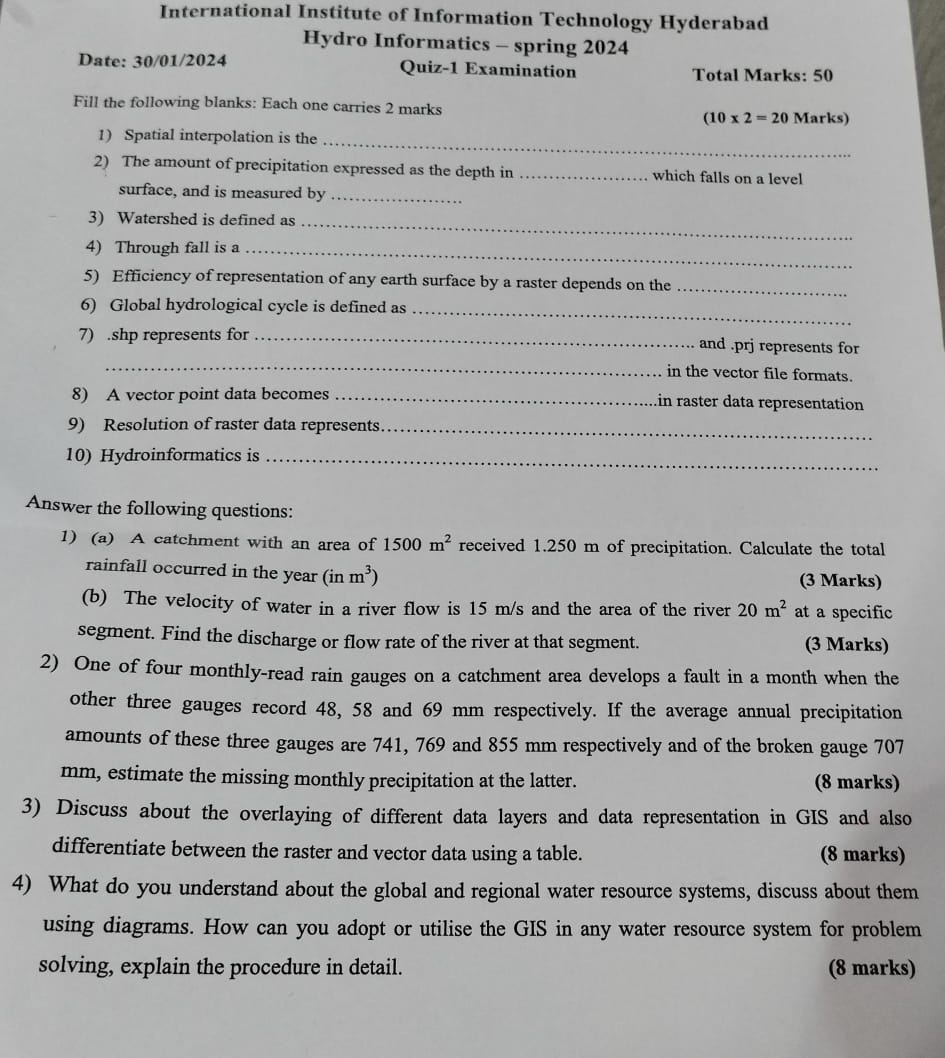 International Institute of Information Technology Hyderabad
Hydro Informatics – spring 2024
Date: 30/01/2024
Quiz-1 Examination
Total Marks: 50
Fill the following blanks: Each one carries 2 marks
(10 x 2 = 20 Marks)
1) Spatial interpolation is the ........................................
2) The amount of precipitation expressed as the depth in .................... which falls on a level
surface, and is measured by ....................
3) Watershed is defined as ........................................
4) Through fall is a ........................................
5) Efficiency of representation of any earth surface by a raster depends on the ....................
6) Global hydrological cycle is defined as ........................................
7) .shp represents for ........................................ and .prj represents for
........................................ in the vector file formats.
8) A vector point data becomes ........................................in raster data representation
9) Resolution of raster data represents........................................
10) Hydroinformatics is ........................................
Answer the following questions:
1) (a) A catchment with an area of 1500 m² received 1.250 m of precipitation. Calculate the total
rainfall occurred in the year (in m³) (3 Marks)
(b) The velocity of water in a river flow is 15 m/s and the area of the river 20 m² at a specific
segment. Find the discharge or flow rate of the river at that segment. (3 Marks)
2) One of four monthly-read rain gauges on a catchment area develops a fault in a month when the
other three gauges record 48, 58 and 69 mm respectively. If the average annual precipitation
amounts of these three gauges are 741, 769 and 855 mm respectively and of the broken gauge 707
mm, estimate the missing monthly precipitation at the latter. (8 marks)
3) Discuss about the overlaying of different data layers and data representation in GIS and also
differentiate between the raster and vector data using a table. (8 marks)
4) What do you understand about the global and regional water resource systems, discuss about them
using diagrams. How can you adopt or utilise the GIS in any water resource system for problem
solving, explain the procedure in detail. (8 marks)